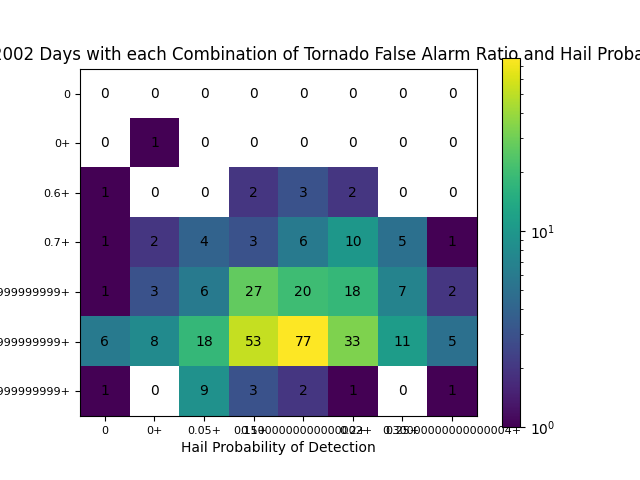 2002 Days with each Combination of Tornado False Alarm Ratio and Hail Proba
0 0 0 0 0 0 0 0 0
0+ 0 1 0 0 0 0 0 0
0.6+ 1 0 0 2 3 2 0 0
0.7+ 1 2 4 3 6 10 5 1
999999999+ 1 3 6 27 20 18 7 2
999999999+ 6 8 18 53 77 33 11 5
999999999+ 1 0 9 3 2 1 0 1
0 0+ 0.05+
Hail Probability of Detection
10¹
10⁰